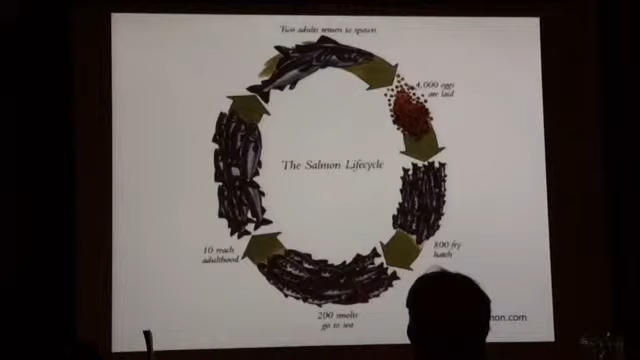 Two adults return to spawn
4,000 eggs
are laid
The Salmon Lifecycle
800 fry
hatch
10 reach
adulthood
200 smolts
go to sea
non.com